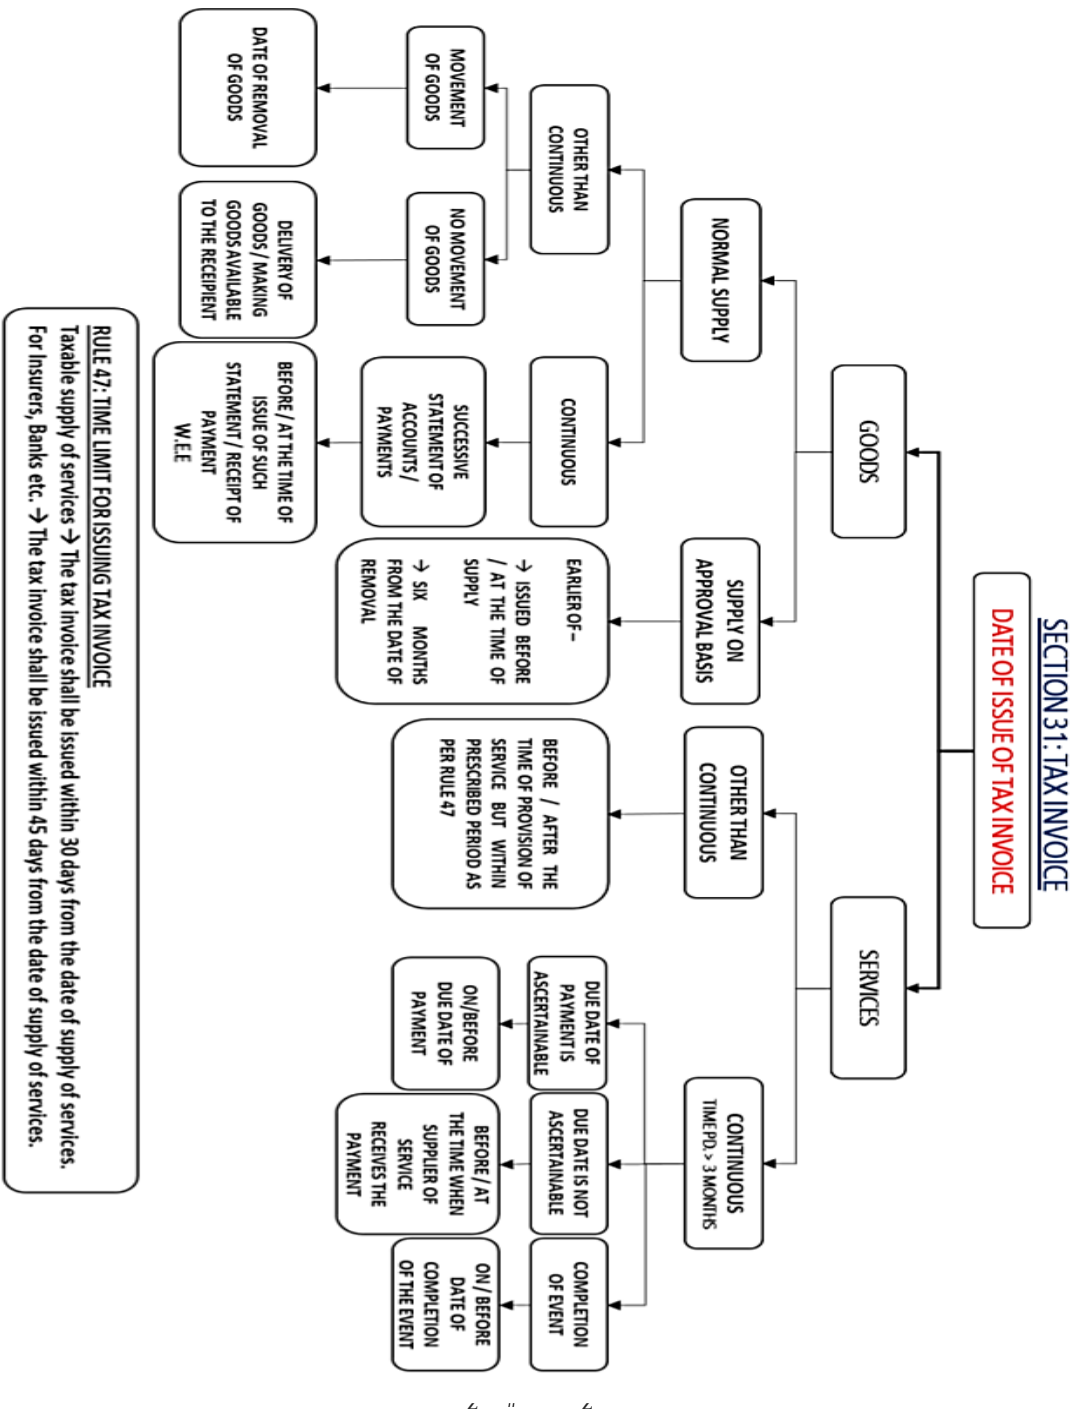 SECTION 31: TAX INVOICE
DATE OF ISSUE OF TAX INVOICE
GOODS
SERVICES
NORMAL SUPPLY
SUPPLY ON
APPROVAL BASIS
OTHER THAN
CONTINUOUS
CONTINUOUS
TIME PD. > 3 MONTHS
OTHER THAN
CONTINUOUS
CONTINUOUS
EARLIER OF –
→ ISSUED BEFORE
/ AT THE TIME OF
SUPPLY
→ SIX MONTHS
FROM THE DATE OF
REMOVAL
BEFORE / AFTER THE
TIME OF PROVISION OF
SERVICE BUT WITHIN
PRESCRIBED PERIOD AS
PER RULE 47
DUE DATE OF
PAYMENT IS
ASCERTAINABLE
DUE DATE IS NOT
ASCERTAINABLE
COMPLETION
OF EVENT
MOVEMENT
OF GOODS
NO MOVEMENT
OF GOODS
SUCCESSIVE
STATEMENT OF
ACCOUNTS /
PAYMENTS
ON/BEFORE
DUE DATE OF
PAYMENT
BEFORE / AT
THE TIME WHEN
SUPPLIER OF
SERVICE
RECEIVES THE
PAYMENT
ON / BEFORE
DATE OF
COMPLETION
OF THE EVENT
DATE OF REMOVAL
OF GOODS
DELIVERY OF
GOODS / MAKING
GOODS AVAILABLE
TO THE RECEIPIENT
BEFORE / AT THE TIME OF
ISSUE OF SUCH
STATEMENT / RECEIPT OF
PAYMENT
W.E.E
RULE 47: TIME LIMIT FOR ISSUING TAX INVOICE
Taxable supply of services → The tax invoice shall be issued within 30 days from the date of supply of services.
For Insurers, Banks etc. → The tax invoice shall be issued within 45 days from the date of supply of services.